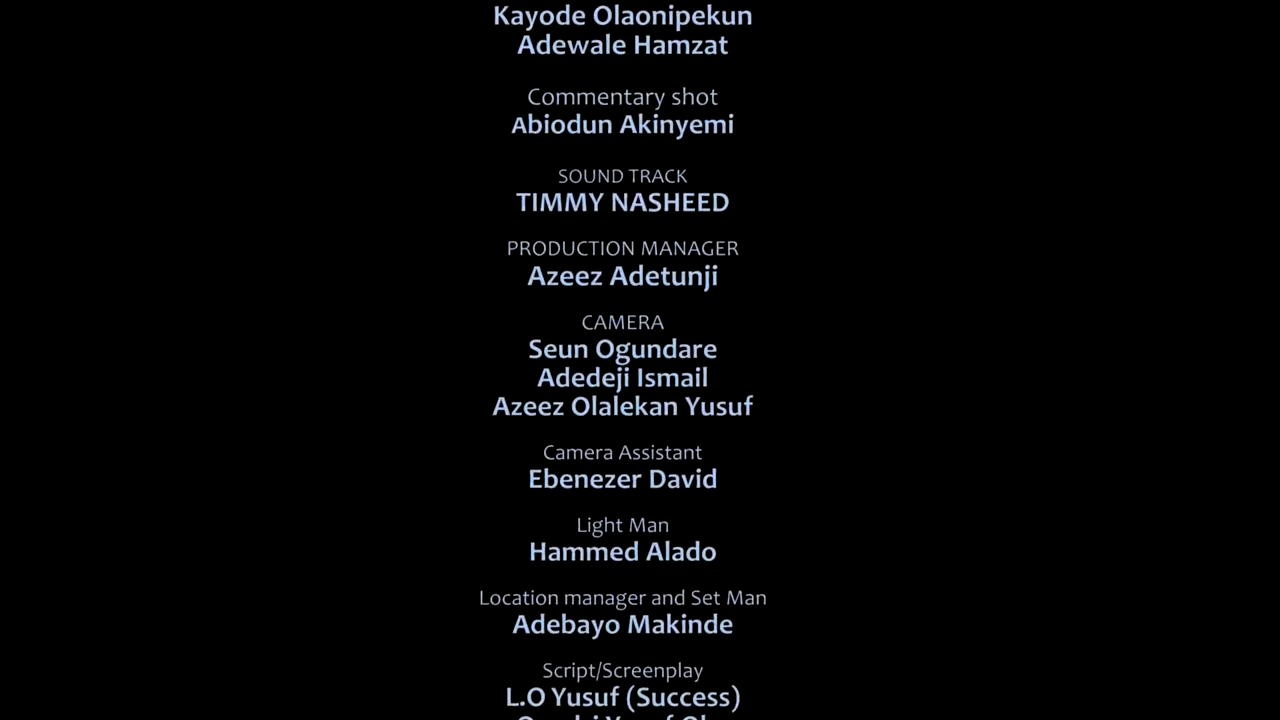 Kayode Olaonipekun
Adewale Hamzat
Commentary shot
Abiodun Akinyemi
SOUND TRACK
TIMMY NASHEED
PRODUCTION MANAGER
Azeez Adetunji
CAMERA
Seun Ogundare
Adedeji Ismail
Azeez Olalekan Yusuf
Camera Assistant
Ebenezer David
Light Man
Hammed Alado
Location manager and Set Man
Adebayo Makinde
Script/Screenplay
L.O Yusuf (Success)